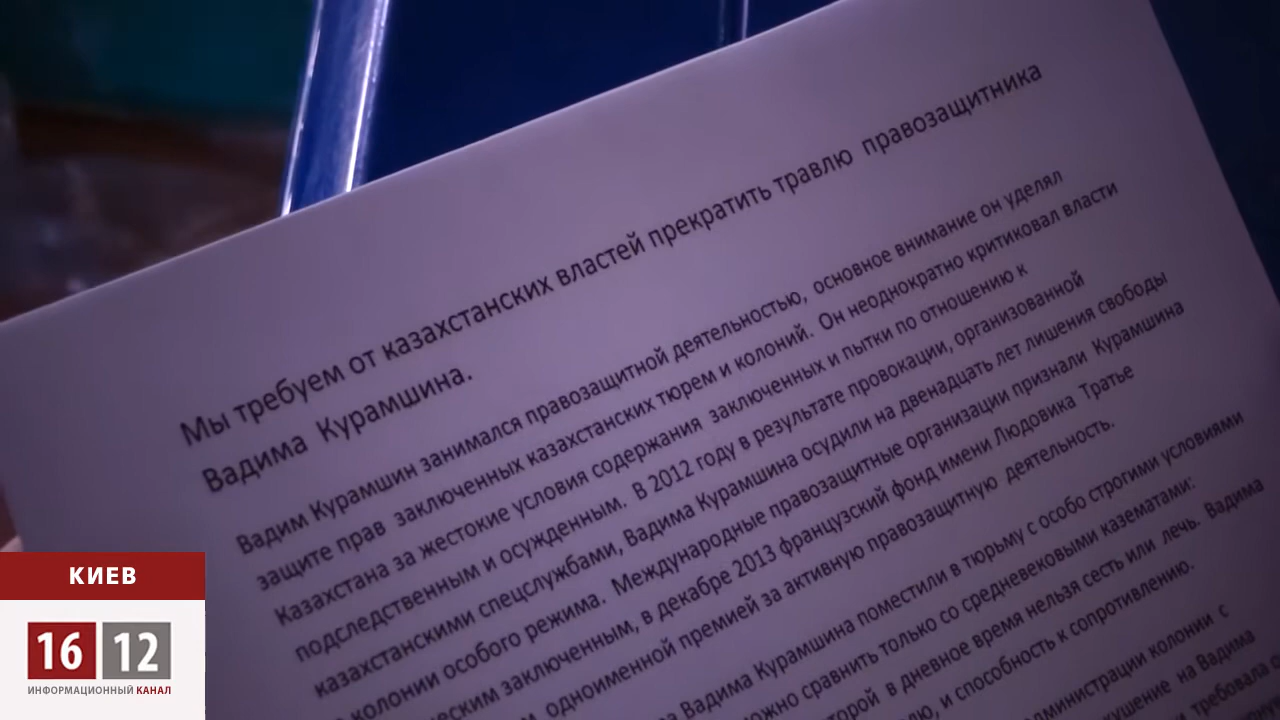 Мы требуем от казахстанских властей прекратить травлю правозащитника
Вадима Курамшина.
Вадим Курамшин занимался правозащитной деятельностью, основное внимание он уделял
защите прав заключенных казахстанских тюрем и колоний. Он неоднократно критиковал власти
Казахстана за жестокие условия содержания заключенных и пытки по отношению к
подследственным и осужденным. В 2012 году в результате провокации, организованной
казахстанскими спецслужбами, Вадима Курамшина осудили на двенадцать лет лишения свободы
колонии особого режима. Международные правозащитные организации признали Курамшина
заключенным, в декабре 2013 французский фонд имени Людовика Тратье
одноименной премией за активную правозащитную деятельность.
Вадима Курамшина поместили в тюрьму с особо строгими условиями
сравнить только со средневековыми казематами:
в дневное время нельзя сесть или лечь. Вадима
и способность к сопротивлению.
колонии с
на Вадима
требовала
КИЕВ
16 12
ИНФОРМАЦИОННЫЙ КАНАЛ